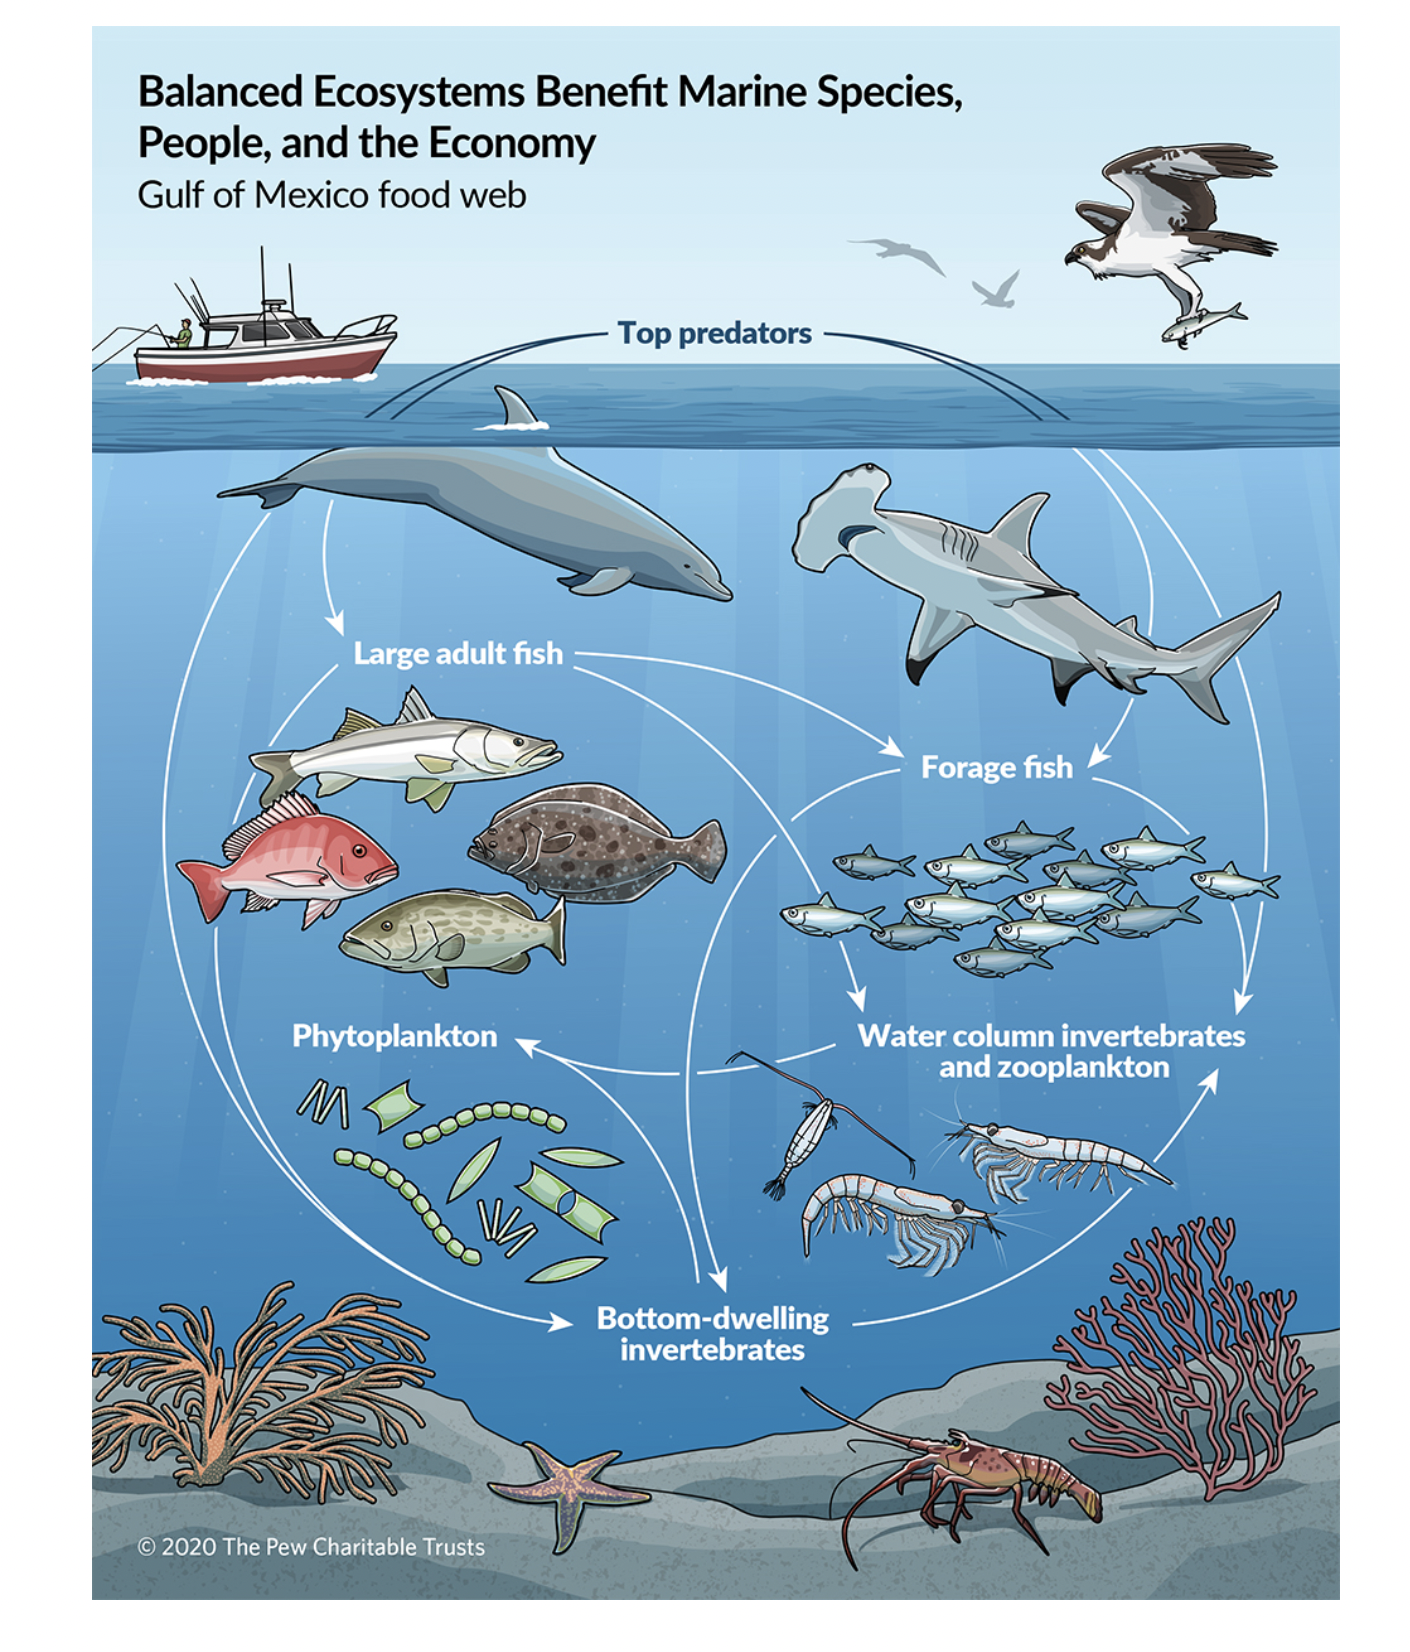 Balanced Ecosystems Benefit Marine Species,
People, and the Economy
Gulf of Mexico food web
Top predators
Large adult fish
Forage fish
Phytoplankton
Water column invertebrates
and zooplankton
Bottom-dwelling
invertebrates
© 2020 The Pew Charitable Trusts